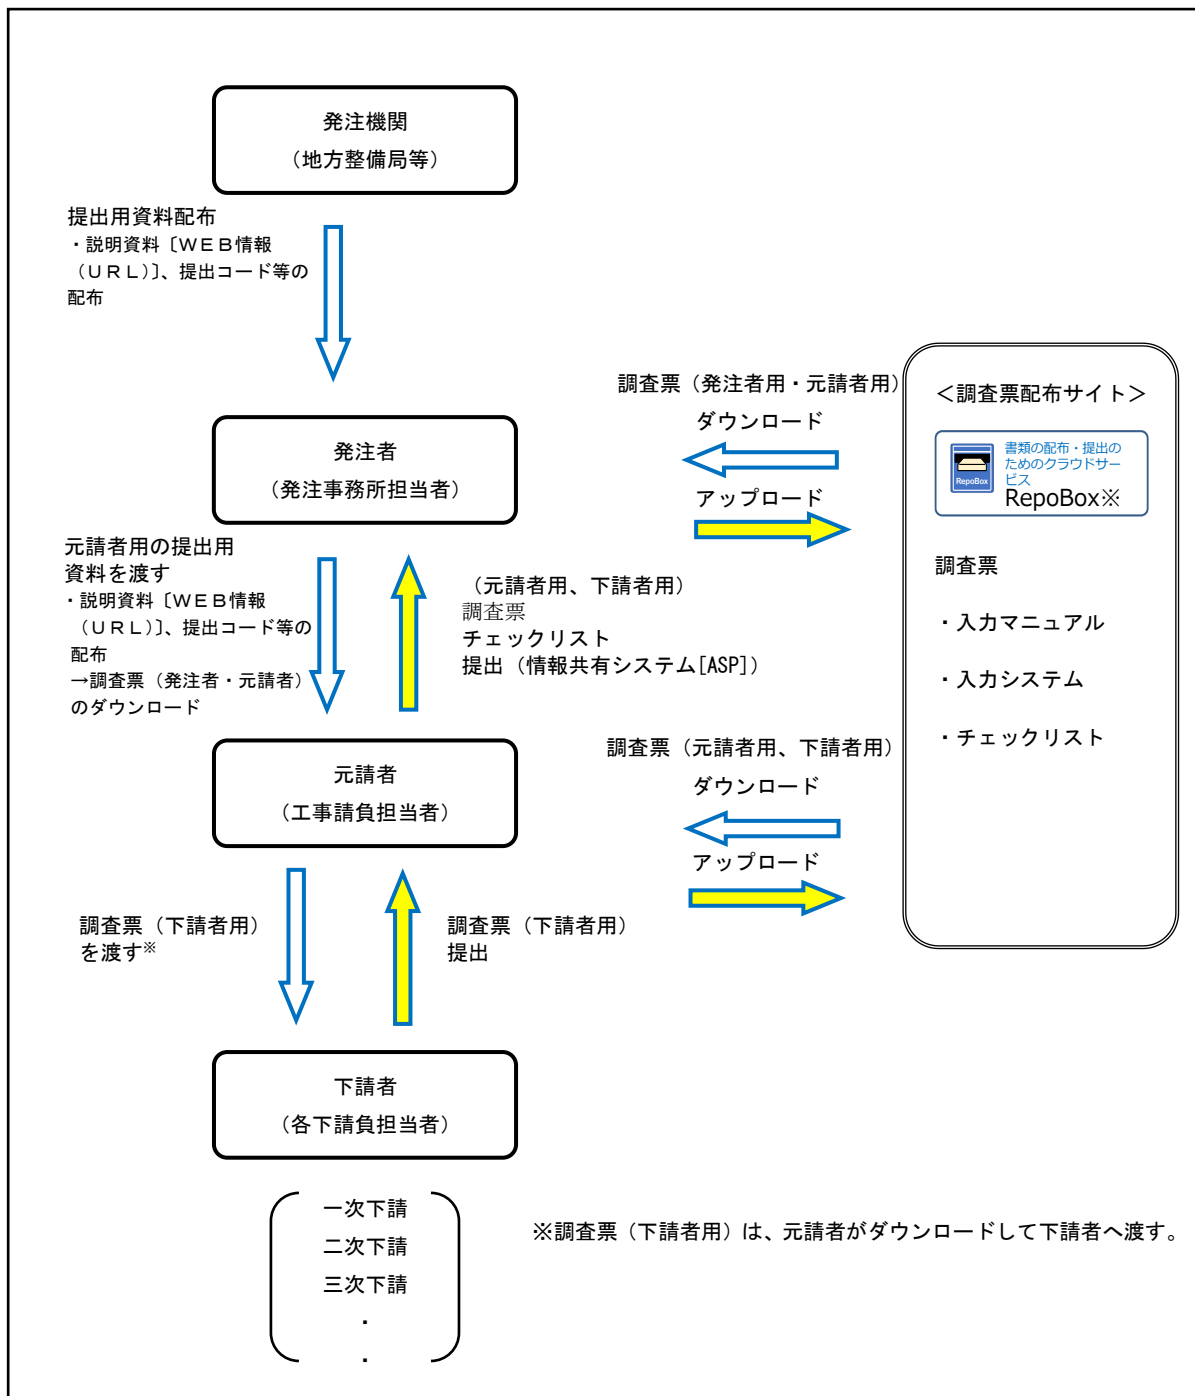 発注機関
（地方整備局等）
提出用資料配布
・説明資料〔ＷＥＢ情報
（ＵＲＬ）〕、提出コード等の
配布
調査票（発注者用・元請者用）
ダウンロード
アップロード
＜調査票配布サイト＞
書類の配布・提出の
ためのクラウドサー
ビス
RepoBox
RepoBox※
調査票
・入力マニュアル
・入力システム
・チェックリスト
発注者
（発注事務所担当者）
元請者用の提出用
資料を渡す
・説明資料〔ＷＥＢ情報
（ＵＲＬ）〕、提出コード等の
配布
→調査票（発注者・元請者）
のダウンロード
（元請者用、下請者用）
調査票
チェックリスト
提出（情報共有システム[ASP]）
調査票（元請者用、下請者用）
ダウンロード
アップロード
元請者
（工事請負担当者）
調査票（下請者用）
を渡す※
調査票（下請者用）
提出
下請者
（各下請負担当者）
一次下請
二次下請
三次下請
・
・
※調査票（下請者用）は、元請者がダウンロードして下請者へ渡す。